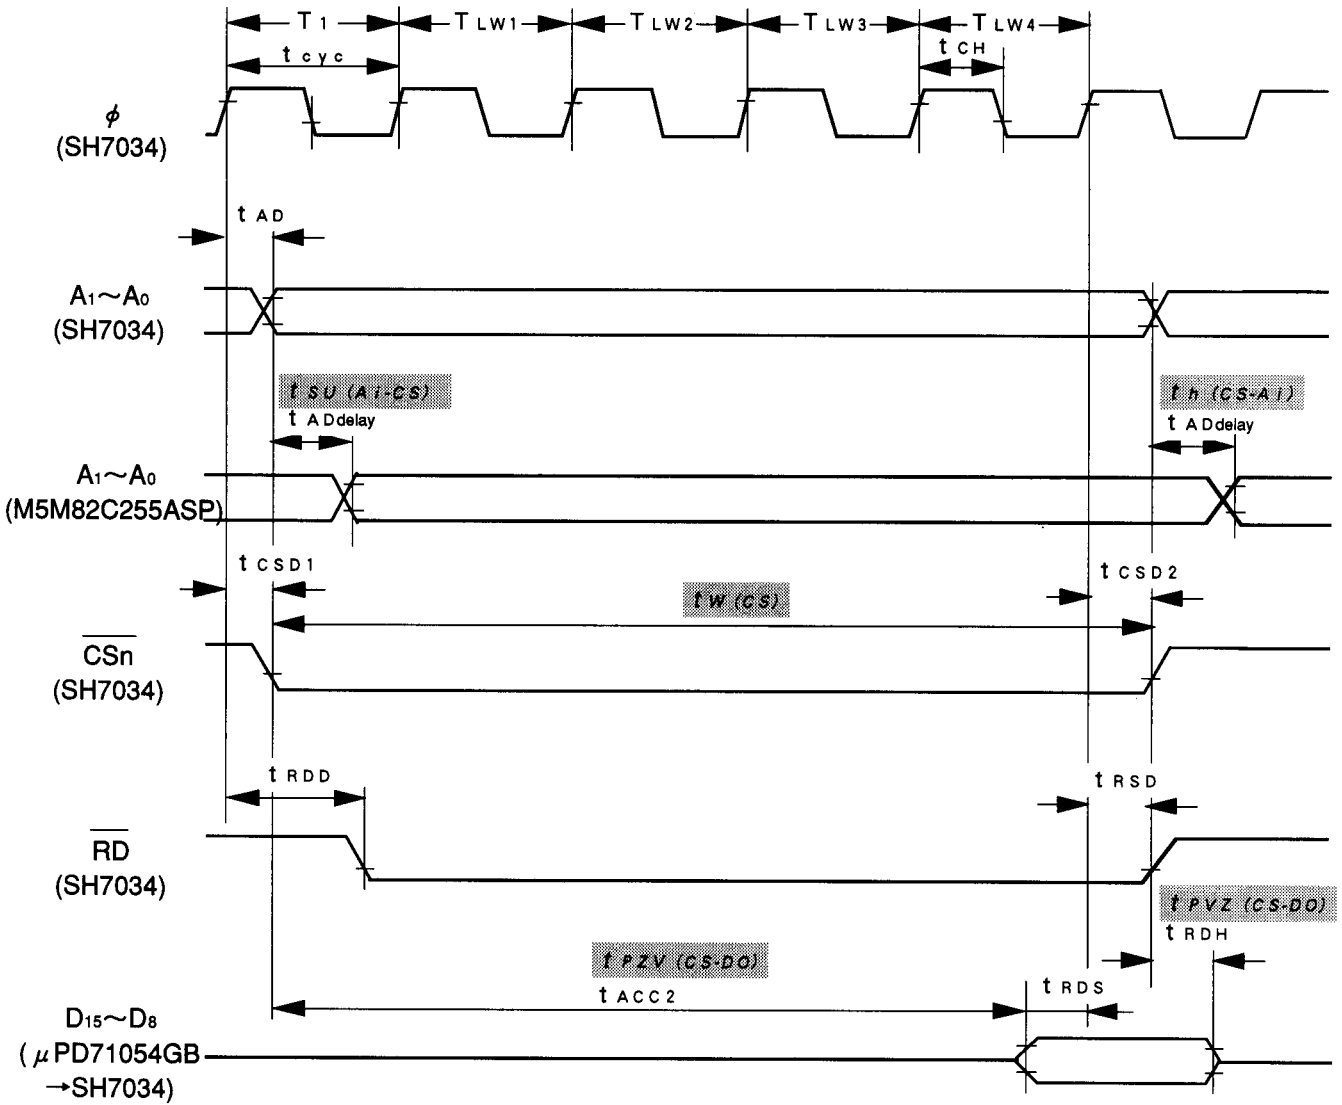 T1 TLW1 TLW2 TLW3 TLW4
tcyc tCH
ϕ
(SH7034)
tAD
A1～A0
(SH7034)
tSU (Ai-CS) th (CS-Ai)
tADdelay tADdelay
A1～A0
(M5M82C255ASP)
tCSD1 tCSD2
tW (CS)
CSn
(SH7034)
tRDD tRSD
RD
(SH7034)
tPVZ (CS-DO)
tRDH
tPZV (CS-DO)
tACC2 tRDS
D15～D8
(μPD71054GB
→SH7034)